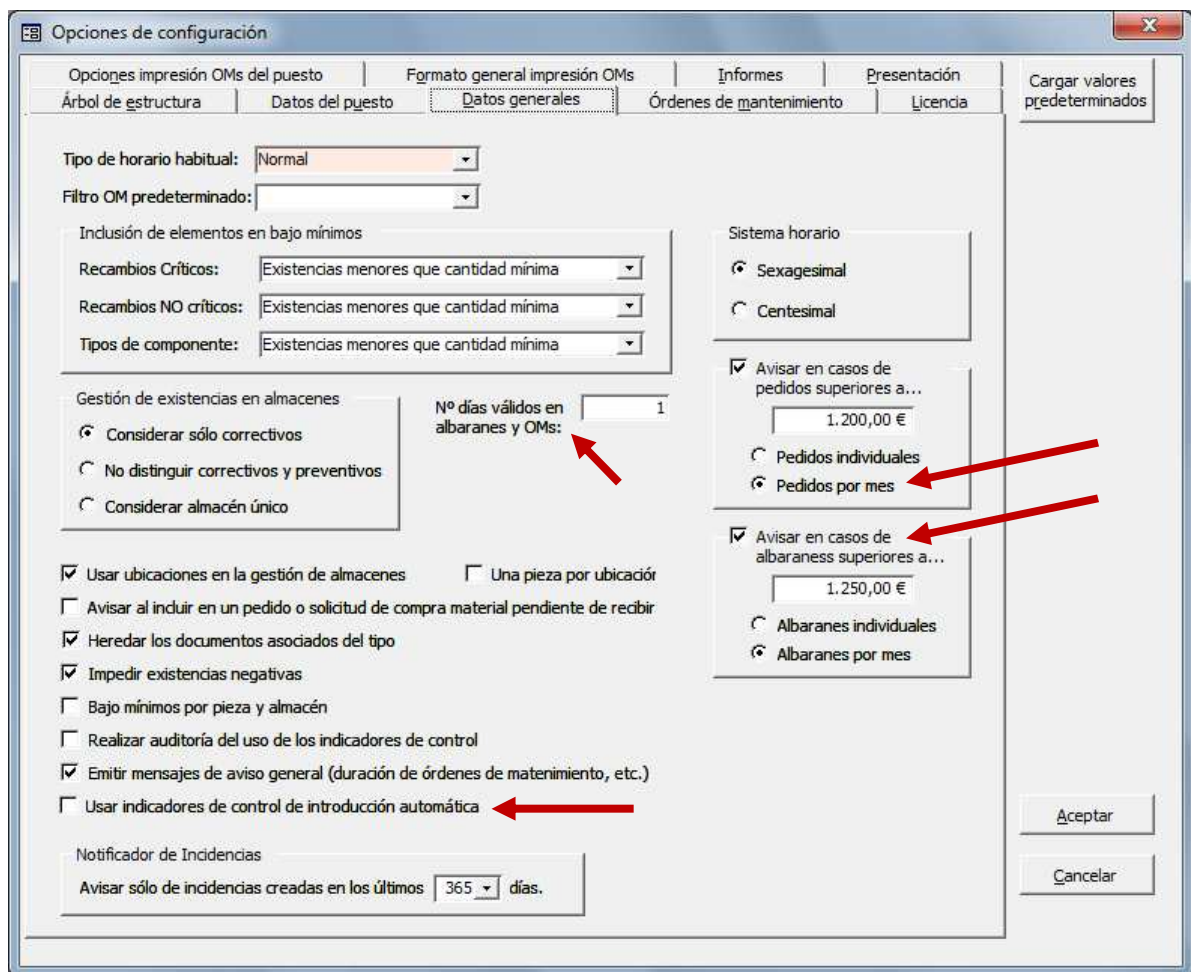 Opciones de configuración
Opciones impresión OMs del puesto
Formato general impresión OMs
Informes
Presentación
Árbol de estructura
Datos del puesto
Datos generales
Órdenes de mantenimiento
Licencia
Cargar valores
predeterminados
Tipo de horario habitual: Normal
Filtro OM predeterminado:
Inclusión de elementos en bajo mínimos
Recambios Críticos: Existencias menores que cantidad mínima
Recambios NO críticos: Existencias menores que cantidad mínima
Tipos de componente: Existencias menores que cantidad mínima
Sistema horario
Sexagesimal
Centesimal
Gestión de existencias en almacenes
Considerar sólo correctivos
No distinguir correctivos y preventivos
Considerar almacén único
Nº días válidos en 1
albaranes y OMs:
Avisar en casos de
pedidos superiores a...
1.200,00 €
Pedidos individuales
Pedidos por mes
Avisar en casos de
albaraness superiores a...
1.250,00 €
Albaranes individuales
Albaranes por mes
Usar ubicaciones en la gestión de almacenes
Una pieza por ubicación
Avisar al incluir en un pedido o solicitud de compra material pendiente de recibir
Heredar los documentos asociados del tipo
Impedir existencias negativas
Bajo mínimos por pieza y almacén
Realizar auditoría del uso de los indicadores de control
Emitir mensajes de aviso general (duración de órdenes de matenimiento, etc.)
Usar indicadores de control de introducción automática
Notificador de Incidencias
Avisar sólo de incidencias creadas en los últimos 365 días.
Aceptar
Cancelar